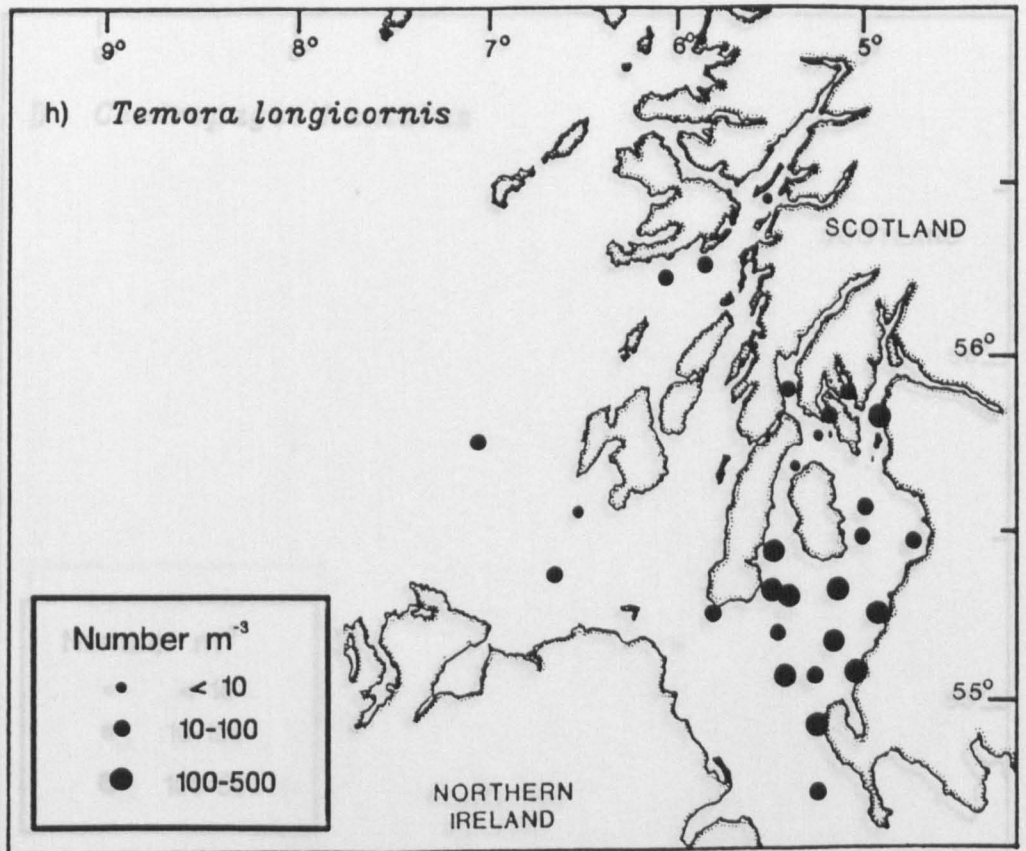 9° 8° 7° 6° 5°
h) Temora longicornis
SCOTLAND
56°
55°
Number m⁻³
< 10
10-100
100-500
NORTHERN
IRELAND